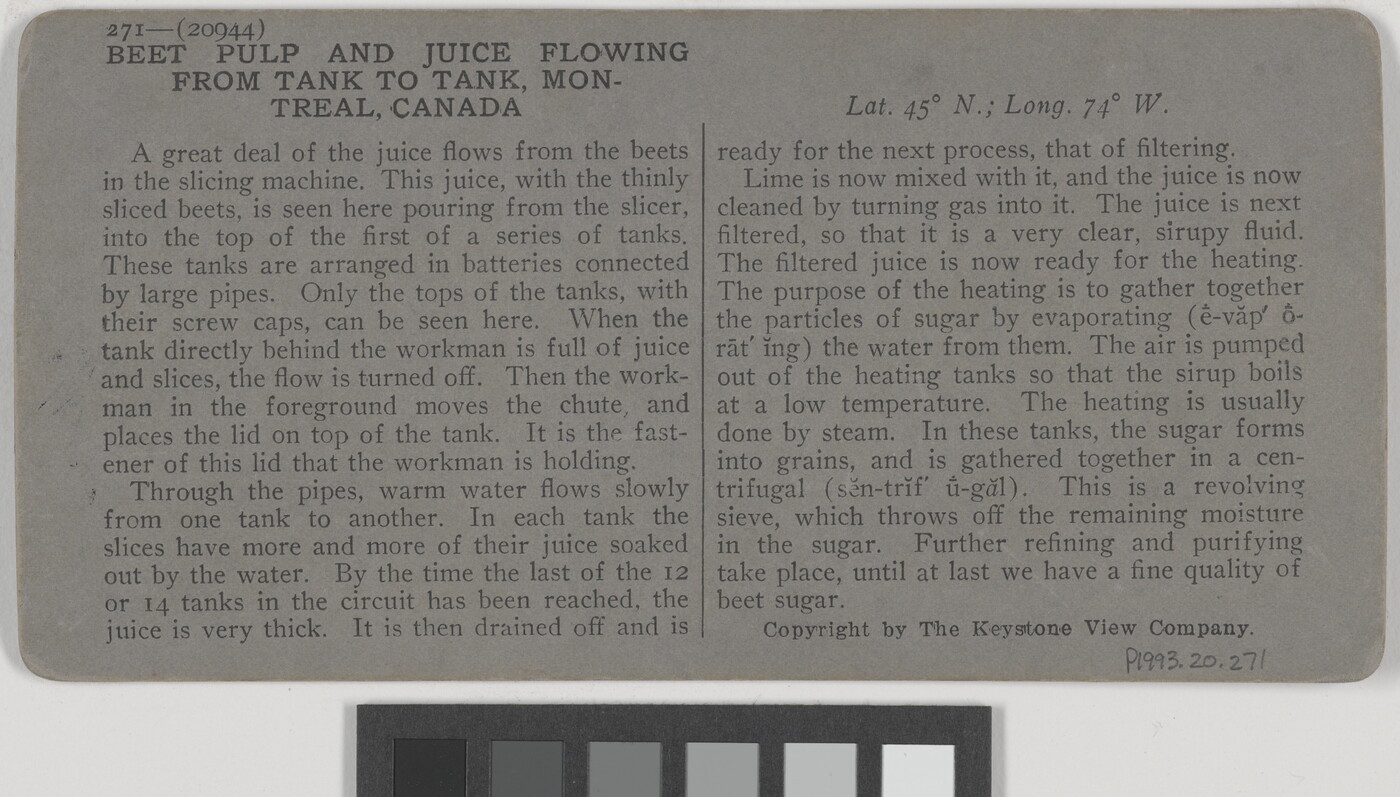 271—(20944)
BEET PULP AND JUICE FLOWING
FROM TANK TO TANK, MON-
TREAL, CANADA
Lat. 45° N.; Long. 74° W.
A great deal of the juice flows from the beets
in the slicing machine. This juice, with the thinly
sliced beets, is seen here pouring from the slicer,
into the top of the first of a series of tanks.
These tanks are arranged in batteries connected
by large pipes. Only the tops of the tanks, with
their screw caps, can be seen here. When the
tank directly behind the workman is full of juice
and slices, the flow is turned off. Then the work-
man in the foreground moves the chute, and
places the lid on top of the tank. It is the fast-
ener of this lid that the workman is holding.
Through the pipes, warm water flows slowly
from one tank to another. In each tank the
slices have more and more of their juice soaked
out by the water. By the time the last of the 12
or 14 tanks in the circuit has been reached, the
juice is very thick. It is then drained off and is
ready for the next process, that of filtering.
Lime is now mixed with it, and the juice is now
cleaned by turning gas into it. The juice is next
filtered, so that it is a very clear, sirupy fluid.
The filtered juice is now ready for the heating.
The purpose of the heating is to gather together
the particles of sugar by evaporating (ē̍-văp′ ō̍-
rāt′ ĭng) the water from them. The air is pumped
out of the heating tanks so that the sirup boils
at a low temperature. The heating is usually
done by steam. In these tanks, the sugar forms
into grains, and is gathered together in a cen-
trifugal (sĕn-trĭf′ ū̍-găl). This is a revolving
sieve, which throws off the remaining moisture
in the sugar. Further refining and purifying
take place, until at last we have a fine quality of
beet sugar.
Copyright by The Keystone View Company.
P1993.20.271